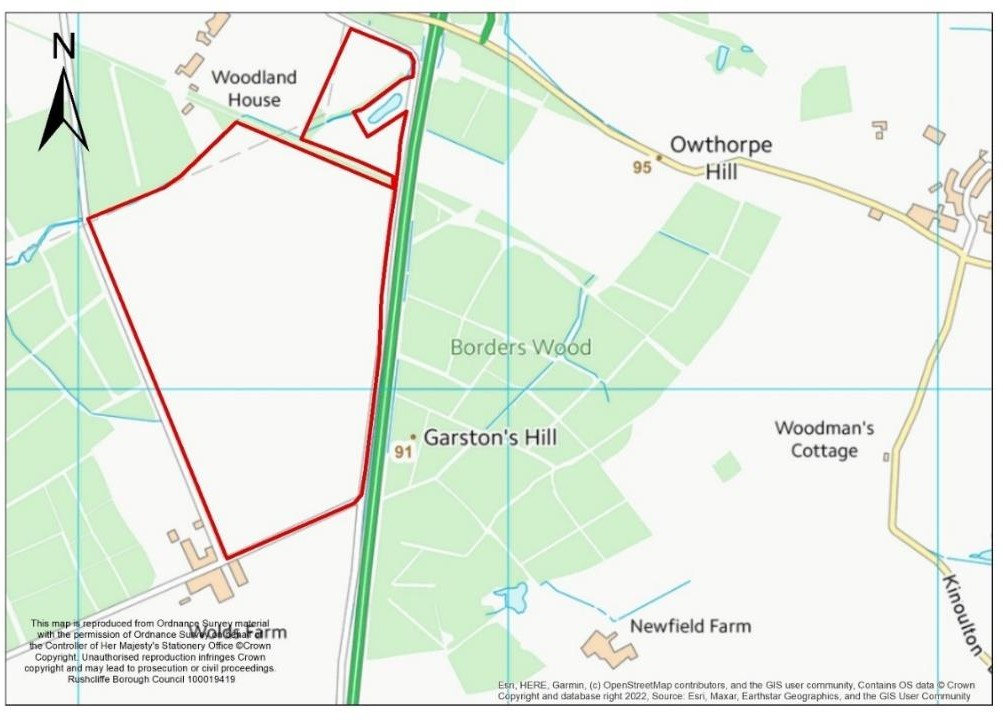 N
Woodland
House
Owthorpe
Hill
95
Borders Wood
Garston's Hill
91
Woodman's
Cottage
Kinoulton
Newfield Farm
Wolds Farm
This map is reproduced from Ordnance Survey material
with the permission of Ordnance Survey on behalf of
the Controller of Her Majesty's Stationery Office ©Crown
Copyright. Unauthorised reproduction infringes Crown
copyright and may lead to prosecution or civil proceedings.
Rushcliffe Borough Council 100019419
Esri, HERE, Garmin, (c) OpenStreetMap contributors, and the GIS user community, Contains OS data © Crown
Copyright and database right 2022, Source: Esri, Maxar, Earthstar Geographics, and the GIS User Community